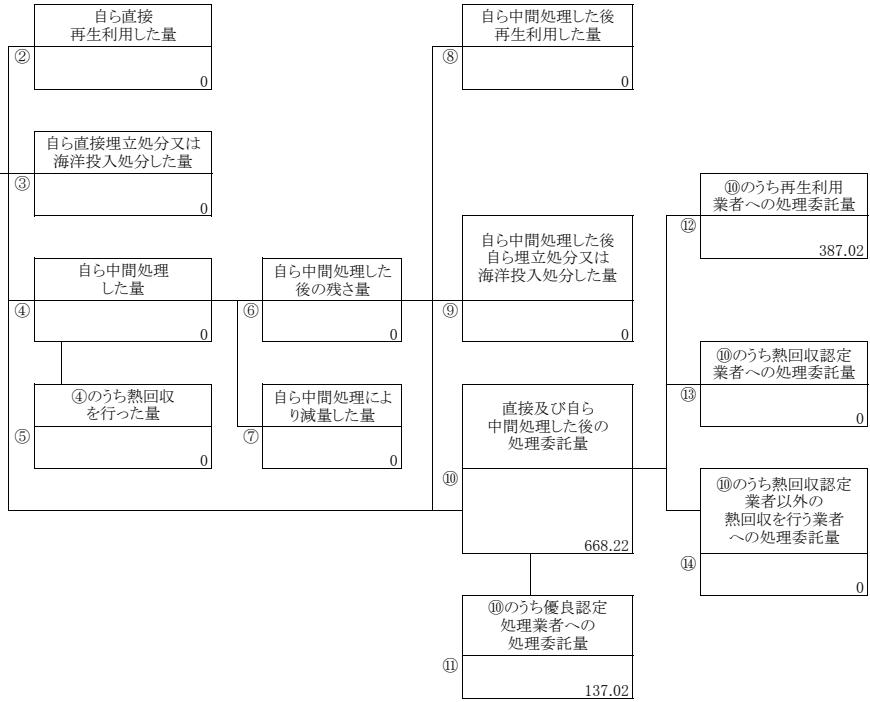 自ら直接
再生利用した量
②
0
自ら直接埋立処分又は
海洋投入処分した量
③
0
自ら中間処理
した量
④
0
④のうち熱回収
を行った量
⑤
0
自ら中間処理した
後の残さ量
⑥
0
自ら中間処理によ
り減量した量
⑦
0
自ら中間処理した後
再生利用した量
⑧
0
自ら中間処理した後
自ら埋立処分又は
海洋投入処分した量
⑨
0
直接及び自ら
中間処理した後の
処理委託量
⑩
668.22
⑩のうち優良認定
処理業者への
処理委託量
⑪
137.02
⑩のうち再生利用
業者への処理委託量
⑫
387.02
⑩のうち熱回収認定
業者への処理委託量
⑬
0
⑩のうち熱回収認定
業者以外の
熱回収を行う業者
への処理委託量
⑭
0